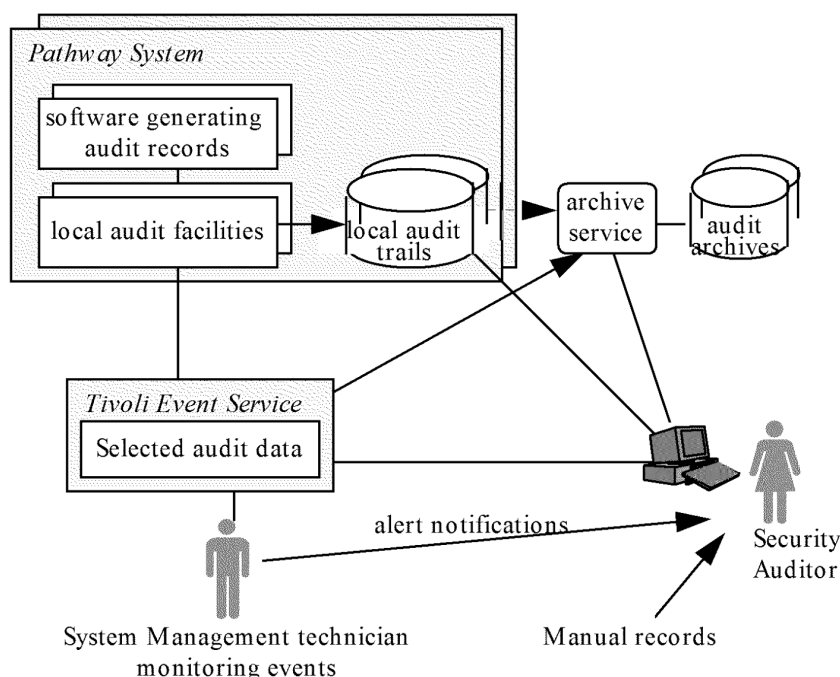 Pathway System
software generating
audit records
local audit facilities
local audit
trails
archive
service
audit
archives
Tivoli Event Service
Selected audit data
alert notifications
Security
Auditor
System Management technician
monitoring events
Manual records